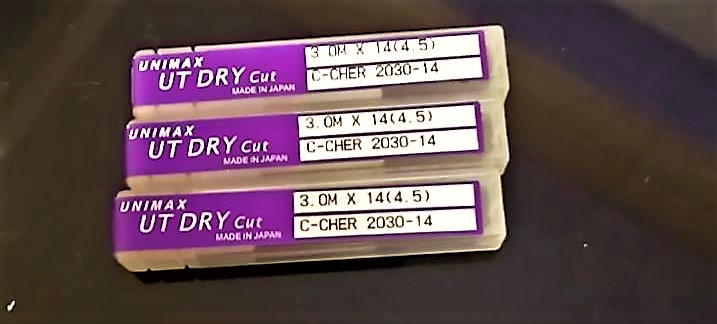 UNIMAX
UT DRY Cut
MADE IN JAPAN
3.0M X 14(4.5)
C-CHER 2030-14
UNIMAX
UT DRY Cut
MADE IN JAPAN
3.0M X 14(4.5)
C-CHER 2030-14
UNIMAX
UT DRY Cut
MADE IN JAPAN
3.0M X 14(4.5)
C-CHER 2030-14